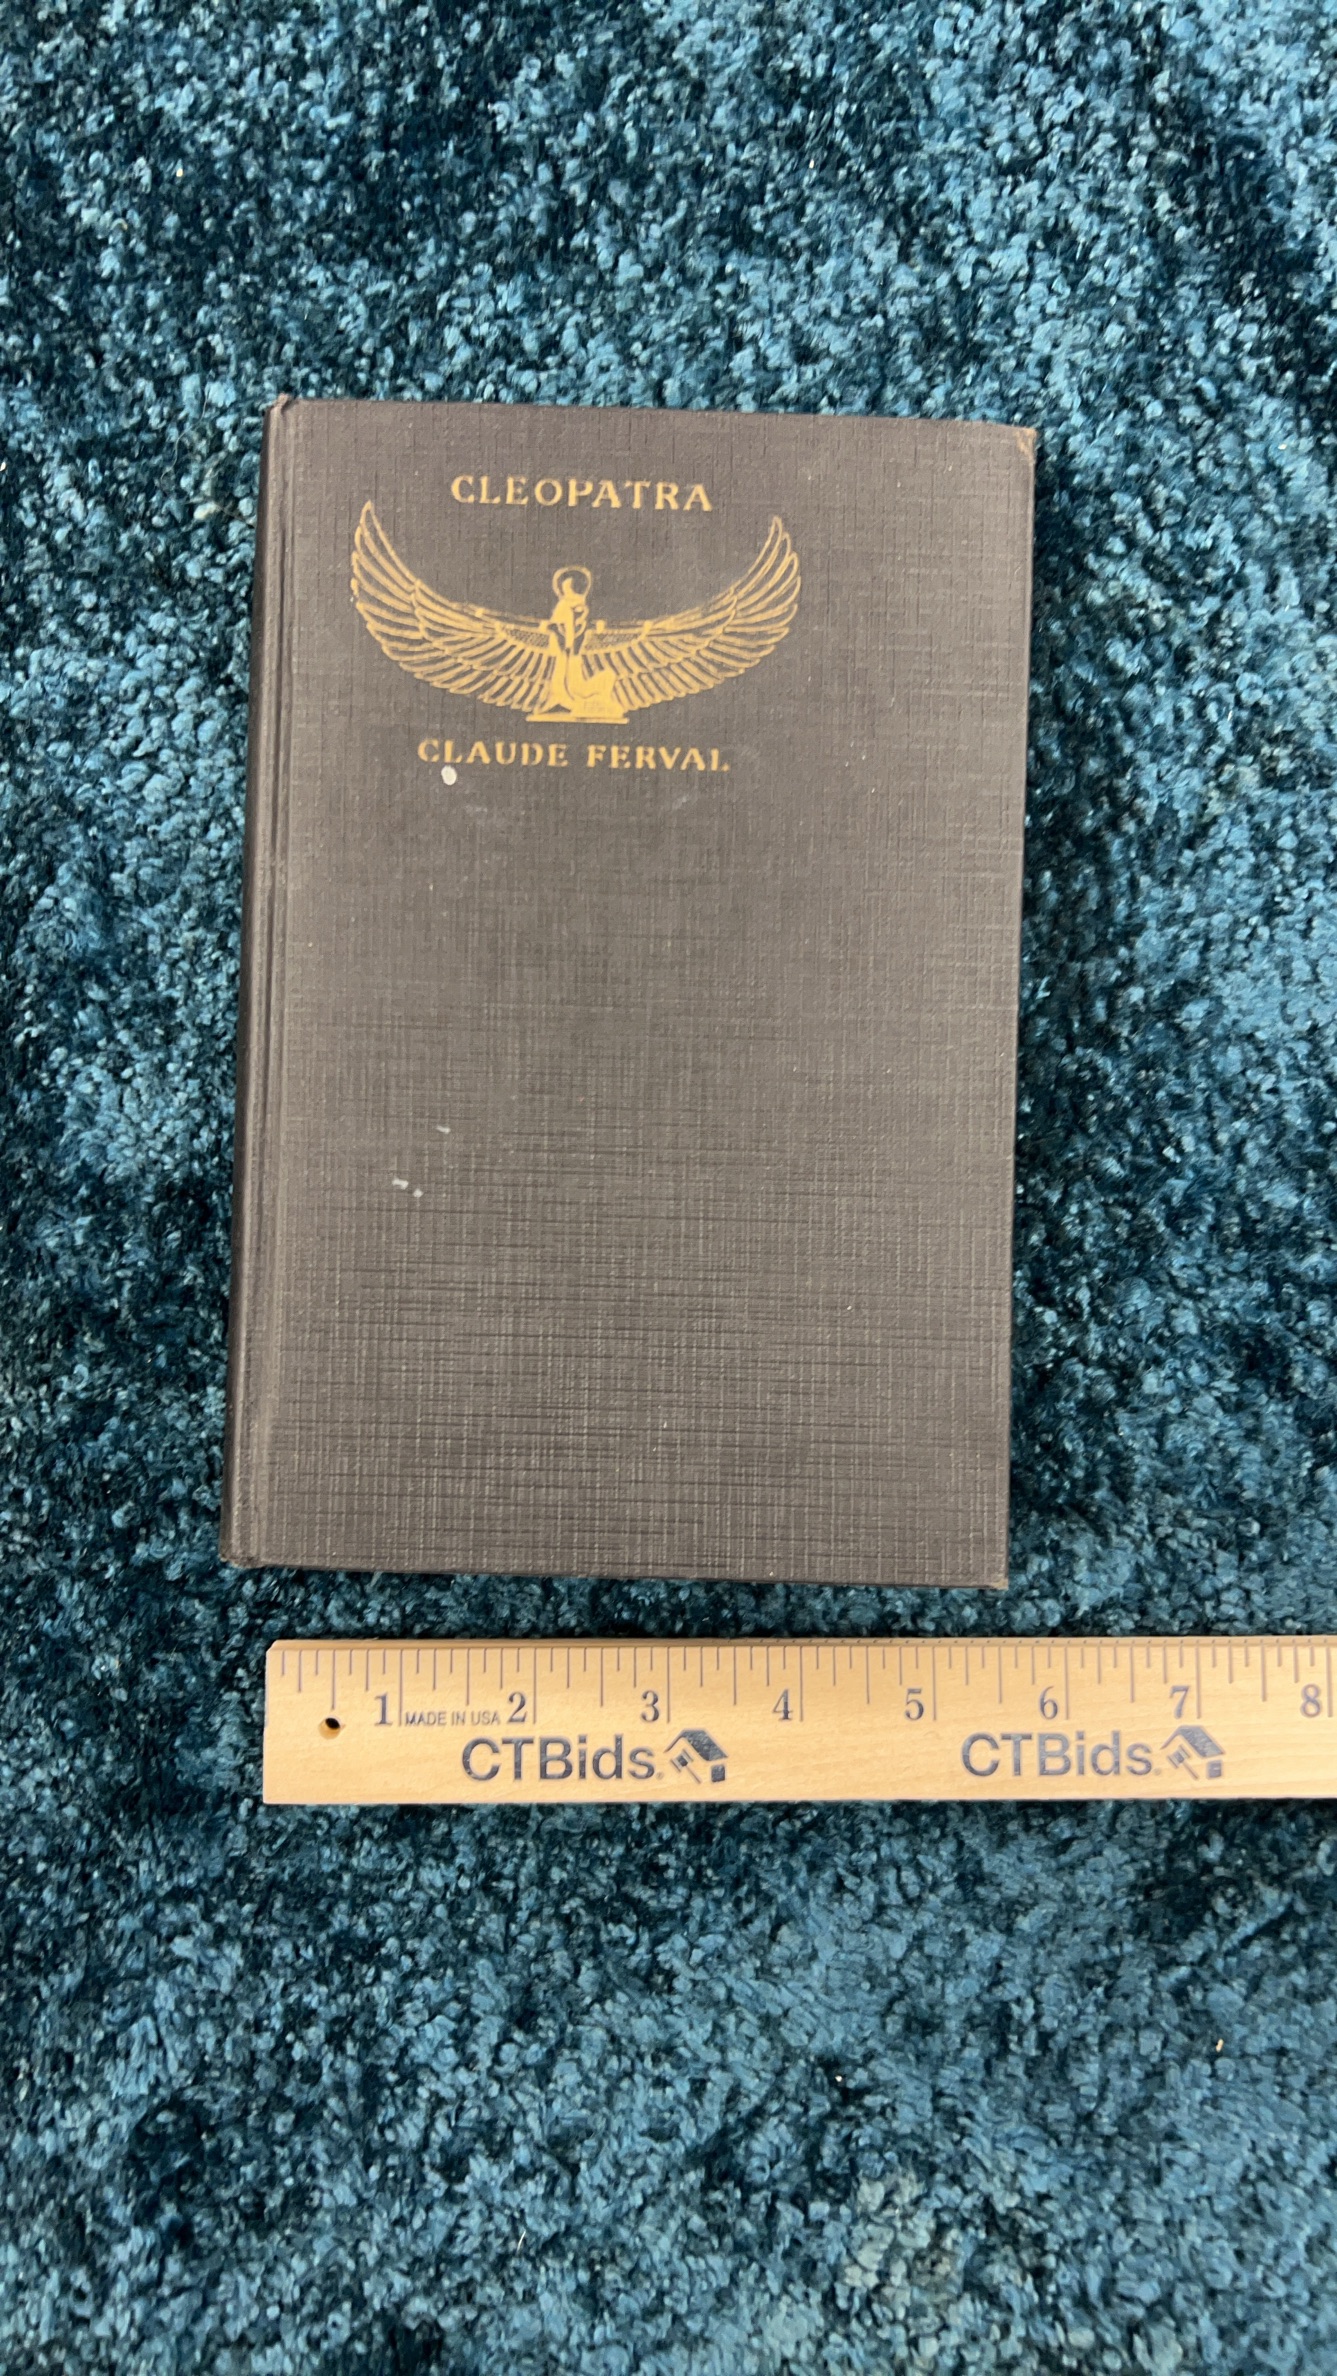 CLEOPATRA
CLAUDE FERVAL
1 MADE IN USA 2 3 4 5 6 7 8
CTBids. CTBids.